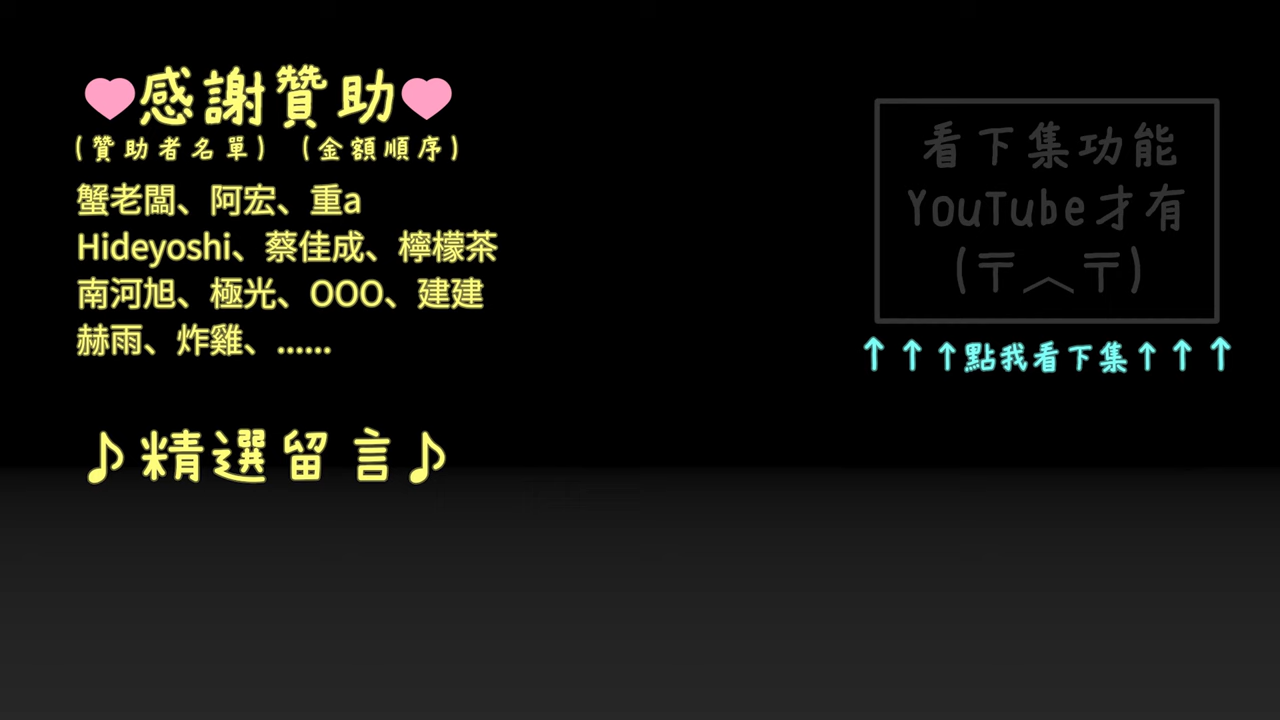 感謝贊助
(贊助者名單) (金額順序)
蟹老闆、阿宏、重a
Hideyoshi、蔡佳成、檸檬茶
南河旭、極光、OOO、建建
赫雨、炸雞、......
♪精選留言♪
看下集功能
YouTube才有
(〒︿〒)
↑↑↑點我看下集↑↑↑